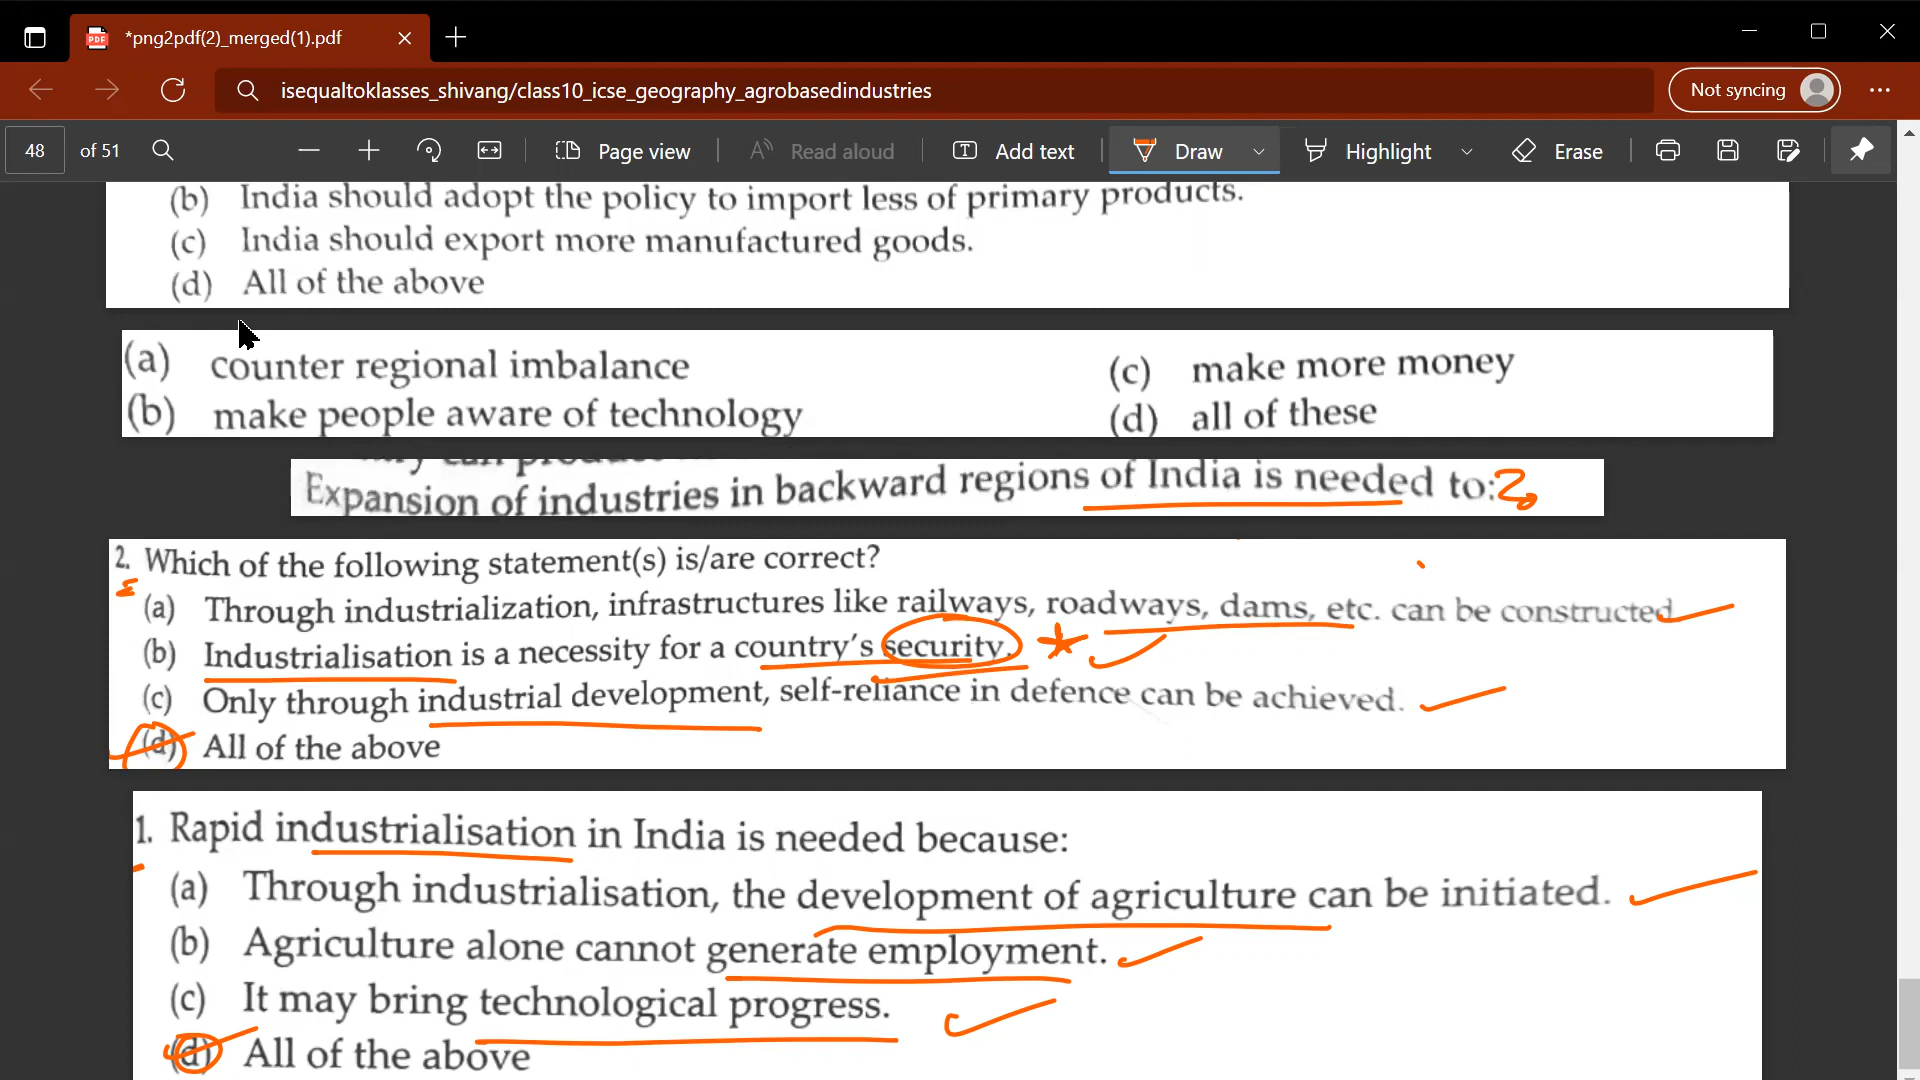 *png2pdf(2)_merged(1).pdf
isequaltoklasses_shivang/class10_icse_geography_agrobasedindustries
Not syncing
48 of 51
Page view
Read aloud
Add text
Draw
Highlight
Erase
(b) India should adopt the policy to import less of primary products.
(c) India should export more manufactured goods.
(d) All of the above
(a) counter regional imbalance (c) make more money
(b) make people aware of technology (d) all of these
Expansion of industries in backward regions of India is needed to:
2. Which of the following statement(s) is/are correct?
(a) Through industrialization, infrastructures like railways, roadways, dams, etc. can be constructed
(b) Industrialisation is a necessity for a country's security.
(c) Only through industrial development, self-reliance in defence can be achieved.
(d) All of the above
1. Rapid industrialisation in India is needed because:
(a) Through industrialisation, the development of agriculture can be initiated.
(b) Agriculture alone cannot generate employment.
(c) It may bring technological progress.
(d) All of the above